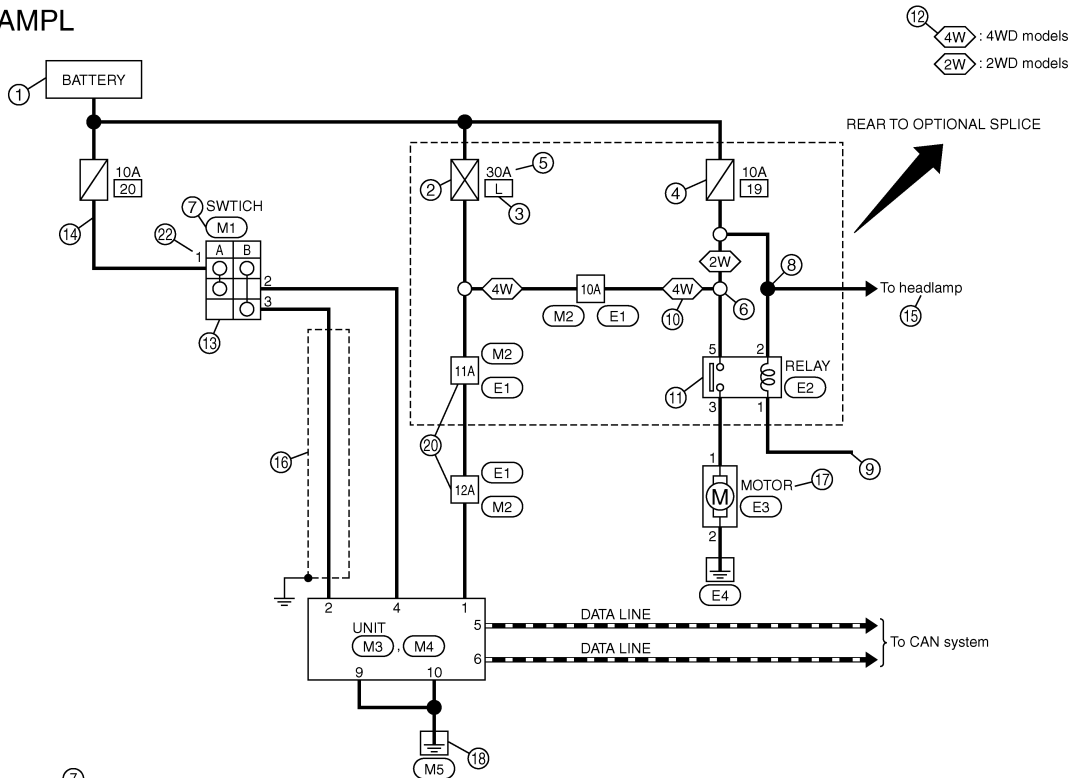 AMPL
12
4W : 4WD models
2W : 2WD models
BATTERY
1
REAR TO OPTIONAL SPLICE
10A
20
2
30A
L
5
3
4
10A
19
7 SWTICH
M1
14
22
1
A B
2
3
13
2W
8
4W
10A
4W
M2
E1
10
6
To headlamp
15
M2
11A
E1
5
2
RELAY
E2
11
3
1
20
16
E1
12A
M2
9
1
MOTOR
17
M
E3
2
E4
2
4
1
UNIT
M3 , M4
5
DATA LINE
6
DATA LINE
To CAN system
9
10
18
M5
7